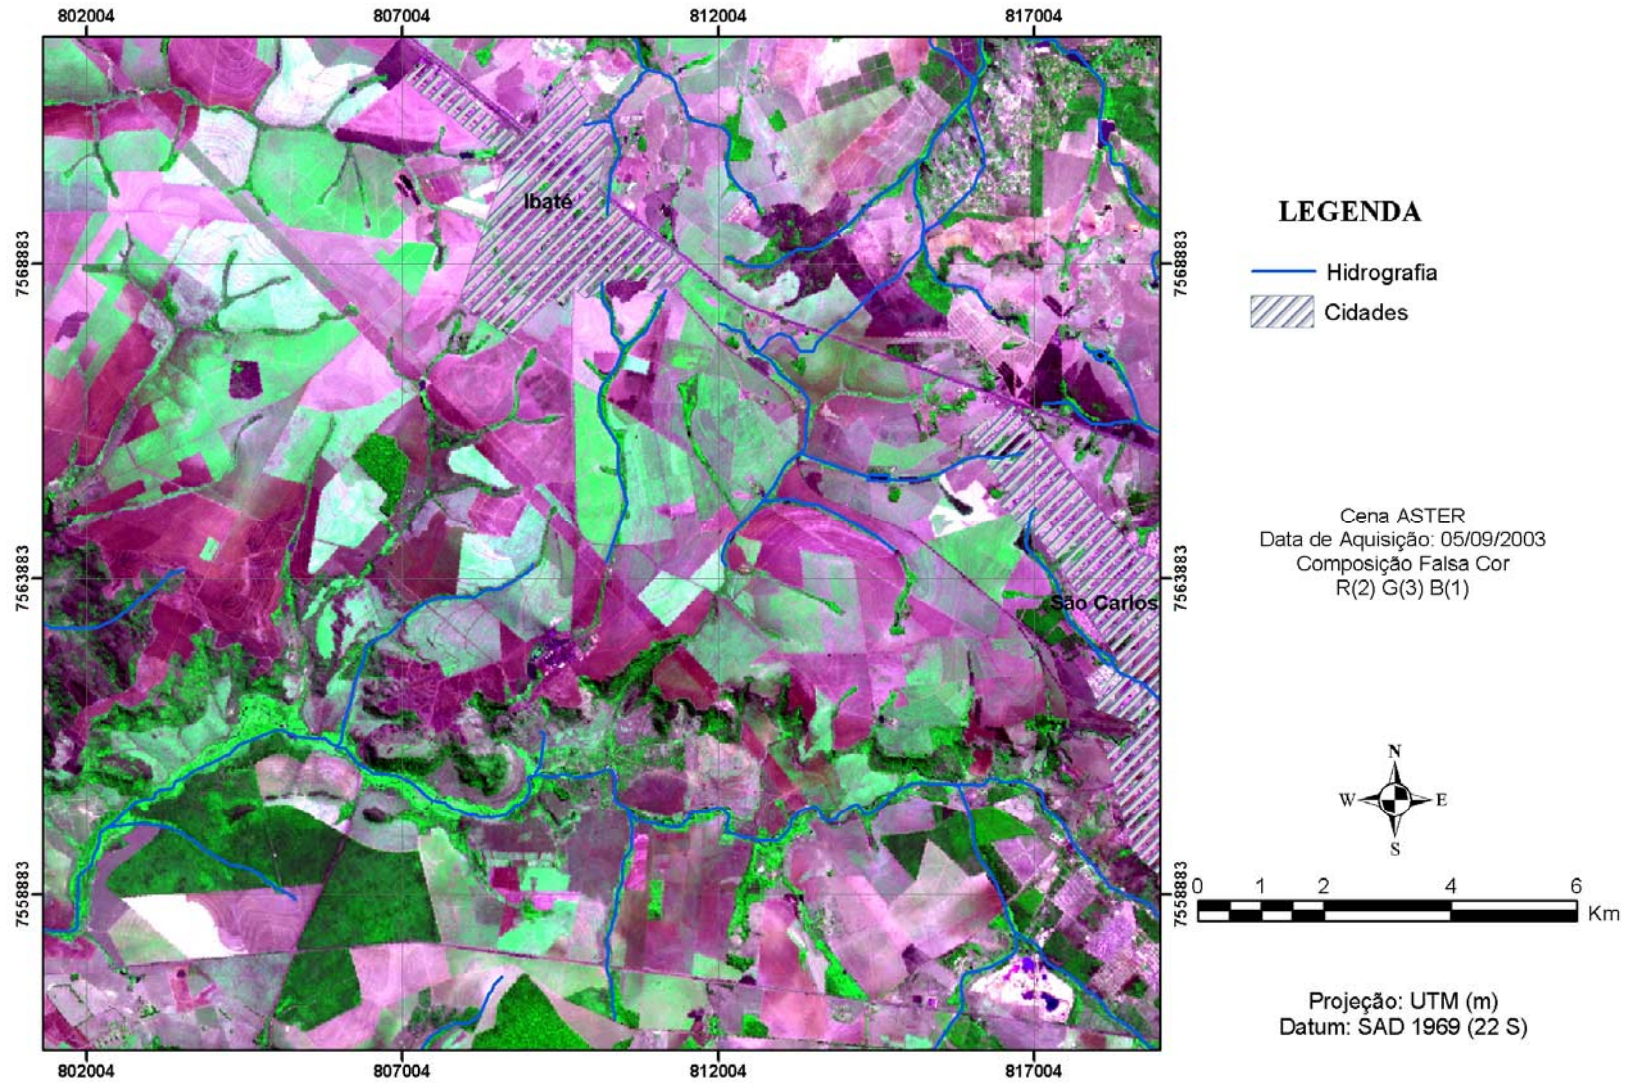 802004 807004 812004 817004
7568883
7568883
Ibaté
7563883
7563883
São Carlos
7558883
7558883
802004 807004 812004 817004
LEGENDA
Hidrografia
Cidades
Cena ASTER
Data de Aquisição: 05/09/2003
Composição Falsa Cor
R(2) G(3) B(1)
N
W E
S
0 1 2 4 6
Km
Projeção: UTM (m)
Datum: SAD 1969 (22 S)